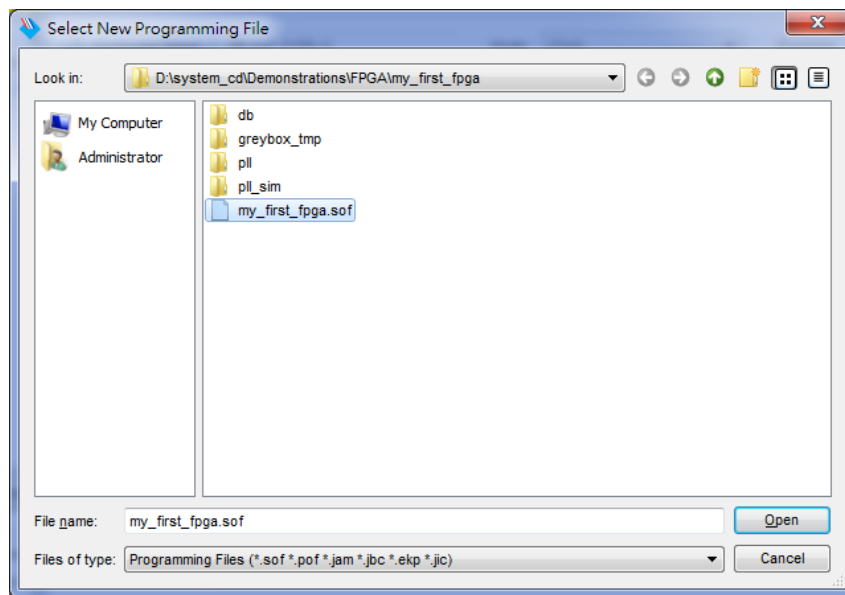 Select New Programming File
x
Look in: D:\system_cd\Demonstrations\FPGA\my_first_fpga
My Computer
Administrator
db
greybox_tmp
pll
pll_sim
my_first_fpga.sof
File name: my_first_fpga.sof Open
Files of type: Programming Files (*.sof *.pof *.jam *.jbc *.ekp *.jic) Cancel